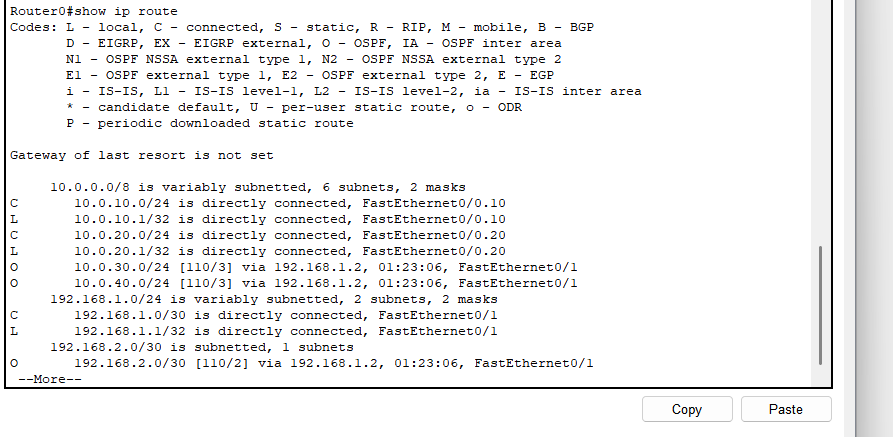 Router0#show ip route
Codes: L - local, C - connected, S - static, R - RIP, M - mobile, B - BGP
       D - EIGRP, EX - EIGRP external, O - OSPF, IA - OSPF inter area
       N1 - OSPF NSSA external type 1, N2 - OSPF NSSA external type 2
       E1 - OSPF external type 1, E2 - OSPF external type 2, E - EGP
       i - IS-IS, L1 - IS-IS level-1, L2 - IS-IS level-2, ia - IS-IS inter area
       * - candidate default, U - per-user static route, o - ODR
       P - periodic downloaded static route

Gateway of last resort is not set

     10.0.0.0/8 is variably subnetted, 6 subnets, 2 masks
C       10.0.10.0/24 is directly connected, FastEthernet0/0.10
L       10.0.10.1/32 is directly connected, FastEthernet0/0.10
C       10.0.20.0/24 is directly connected, FastEthernet0/0.20
L       10.0.20.1/32 is directly connected, FastEthernet0/0.20
O       10.0.30.0/24 [110/3] via 192.168.1.2, 01:23:06, FastEthernet0/1
O       10.0.40.0/24 [110/3] via 192.168.1.2, 01:23:06, FastEthernet0/1
     192.168.1.0/24 is variably subnetted, 2 subnets, 2 masks
C       192.168.1.0/30 is directly connected, FastEthernet0/1
L       192.168.1.1/32 is directly connected, FastEthernet0/1
     192.168.2.0/30 is subnetted, 1 subnets
O       192.168.2.0/30 [110/2] via 192.168.1.2, 01:23:06, FastEthernet0/1
 --More--
Copy
Paste